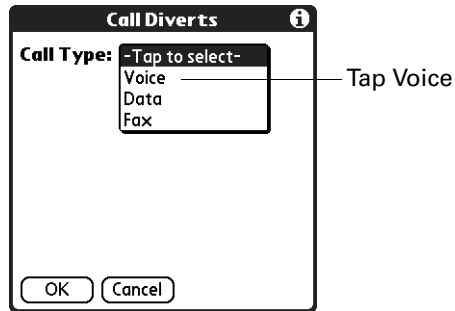 Call Diverts i
Call Type: -Tap to select-
Voice
Tap Voice
Data
Fax
OK Cancel